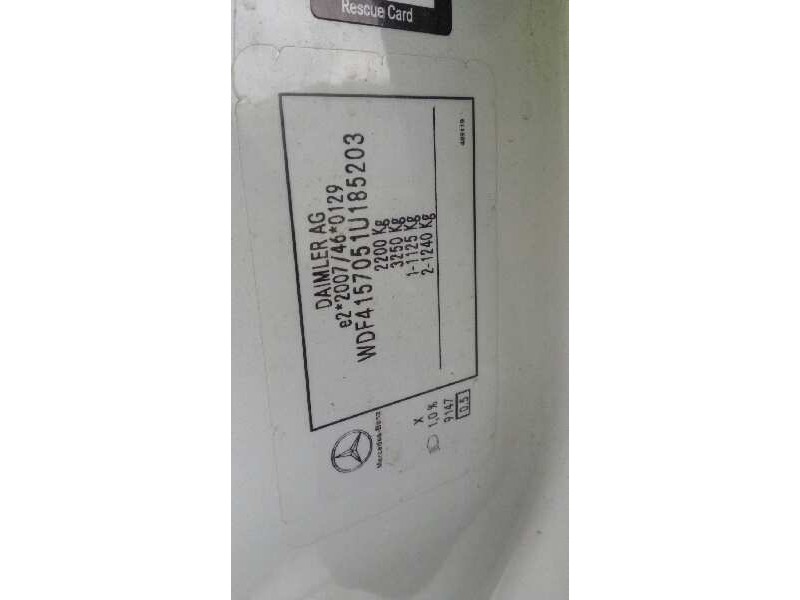 Rescue Card
DAIMLER AG
e2*2007/46*0129
WDF4157051U185203
2200 Kg
3250 Kg
1-1125 Kg
2-1240 Kg
Mercedes-Benz
X
1,0 %
9147
0.5